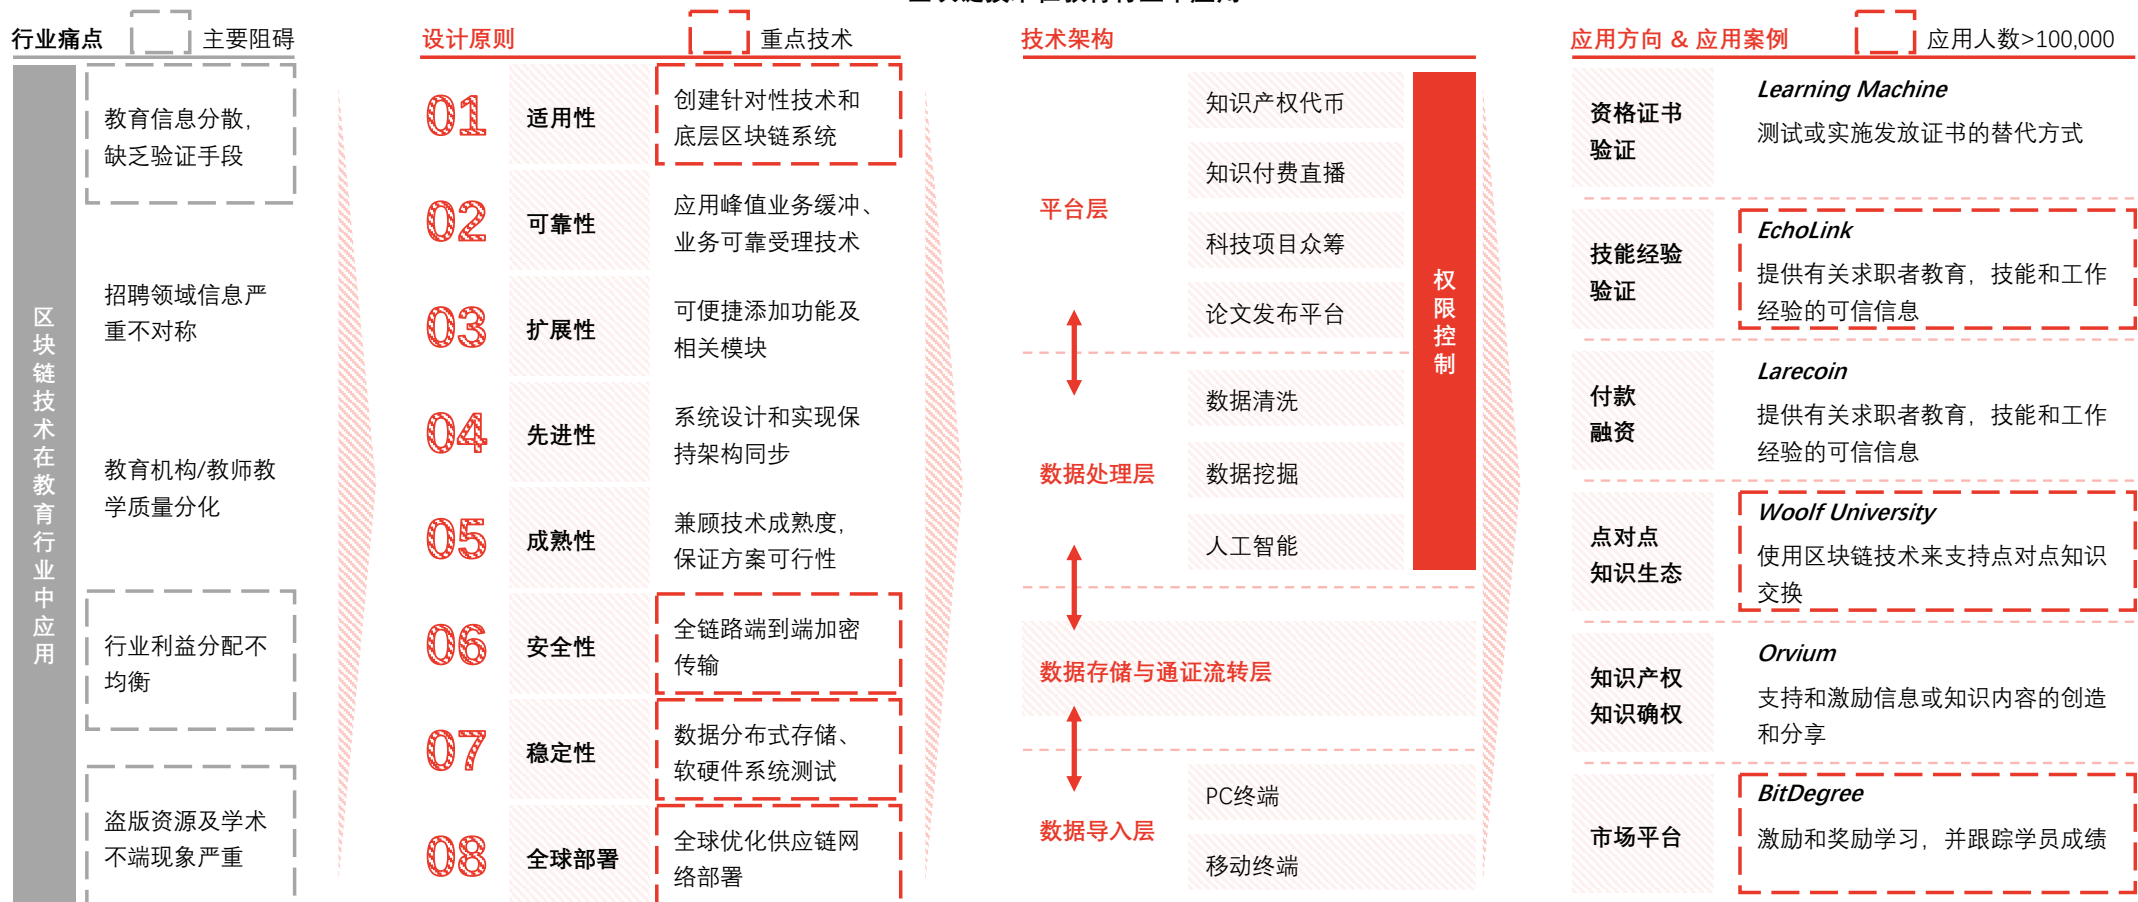 行业痛点
主要阻碍
区块链技术在教育行业中应用
教育信息分散，
缺乏验证手段
招聘领域信息严
重不对称
教育机构/教师教
学质量分化
行业利益分配不
均衡
盗版资源及学术
不端现象严重
设计原则
重点技术
01
适用性
创建针对性技术和
底层区块链系统
02
可靠性
应用峰值业务缓冲、
业务可靠受理技术
03
扩展性
可便捷添加功能及
相关模块
04
先进性
系统设计和实现保
持架构同步
05
成熟性
兼顾技术成熟度，
保证方案可行性
06
安全性
全链路端到端加密
传输
07
稳定性
数据分布式存储、
软硬件系统测试
08
全球部署
全球优化供应链网
络部署
技术架构
平台层
知识产权代币
知识付费直播
科技项目众筹
论文发布平台
数据处理层
数据清洗
数据挖掘
人工智能
权限控制
数据存储与通证流转层
数据导入层
PC终端
移动终端
应用方向 & 应用案例
应用人数>100,000
资格证书
验证
Learning Machine
测试或实施发放证书的替代方式
技能经验
验证
EchoLink
提供有关求职者教育，技能和工作
经验的可信信息
付款
融资
Larecoin
提供有关求职者教育，技能和工作
经验的可信信息
点对点
知识生态
Woolf University
使用区块链技术来支持点对点知识
交换
知识产权
知识确权
Orvium
支持和激励信息或知识内容的创造
和分享
市场平台
BitDegree
激励和奖励学习，并跟踪学员成绩